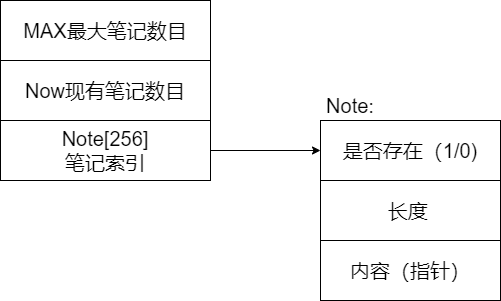 MAX最大笔记数目
Now现有笔记数目
Note[256]
笔记索引
Note:
是否存在（1/0)
长度
内容（指针）